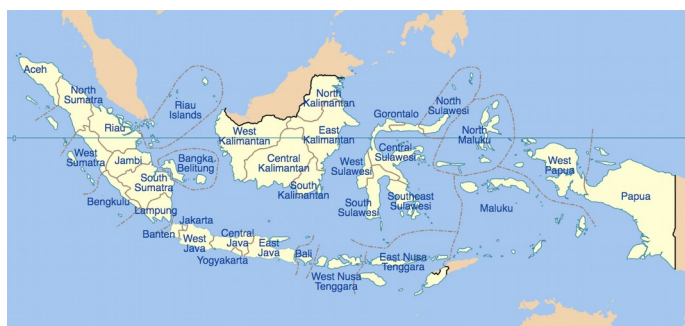 Aceh
North
Sumatra
Riau
Islands
North
Kalimantan
North
Sulawesi
Gorontalo
Riau
West
Kalimantan
East
Kalimantan
North
Maluku
0
West
Sumatra
Jambi
Bangka
Belitung
Central
Kalimantan
Central
Sulawesi
West
Sulawesi
West
Papua
South
Sumatra
South
Kalimantan
Papua
Bengkulu
Lampung
South
Sulawesi
Southeast
Sulawesi
Maluku
Jakarta
Banten
West
Java
Central
Java
East
Java
Yogyakarta
Bali
East Nusa
Tenggara
West Nusa
Tenggara